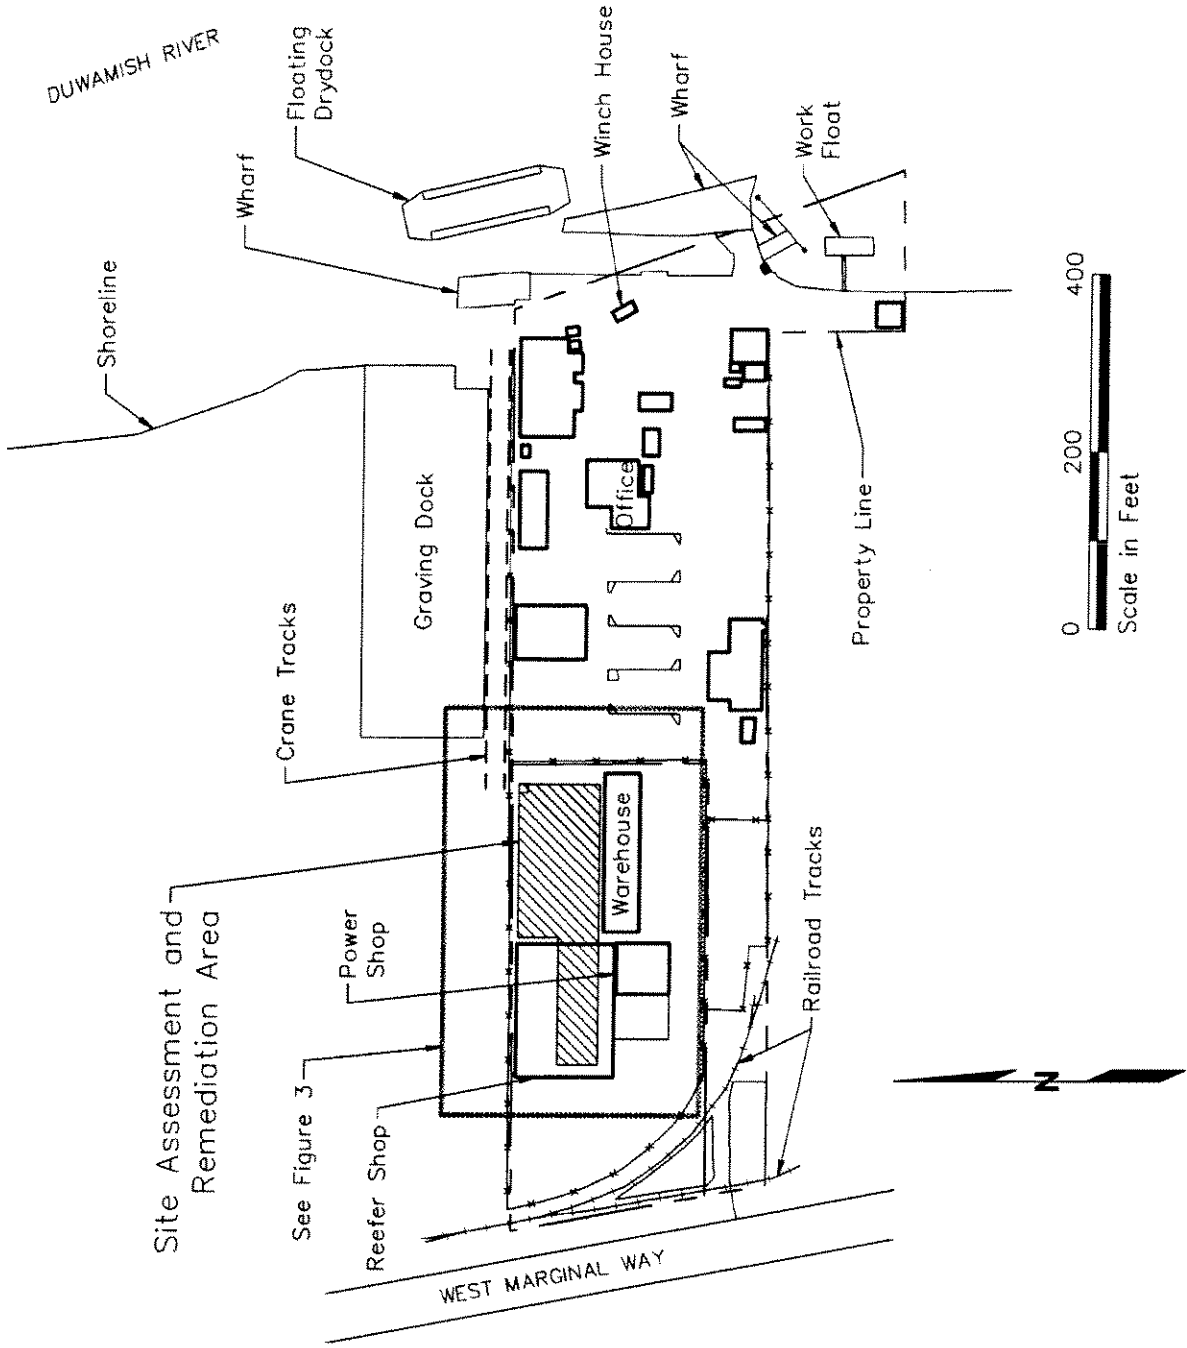 DUWAMISH RIVER
Floating
Drydock
Wharf
Winch House
Wharf
Work
Float
Shoreline
Graving Dock
Crane Tracks
Office
Property Line
Site Assessment and
Remediation Area
See Figure 3
Reefer Shop
Power
Shop
Warehouse
Railroad Tracks
WEST MARGINAL WAY
N
0
200
400
Scale in Feet